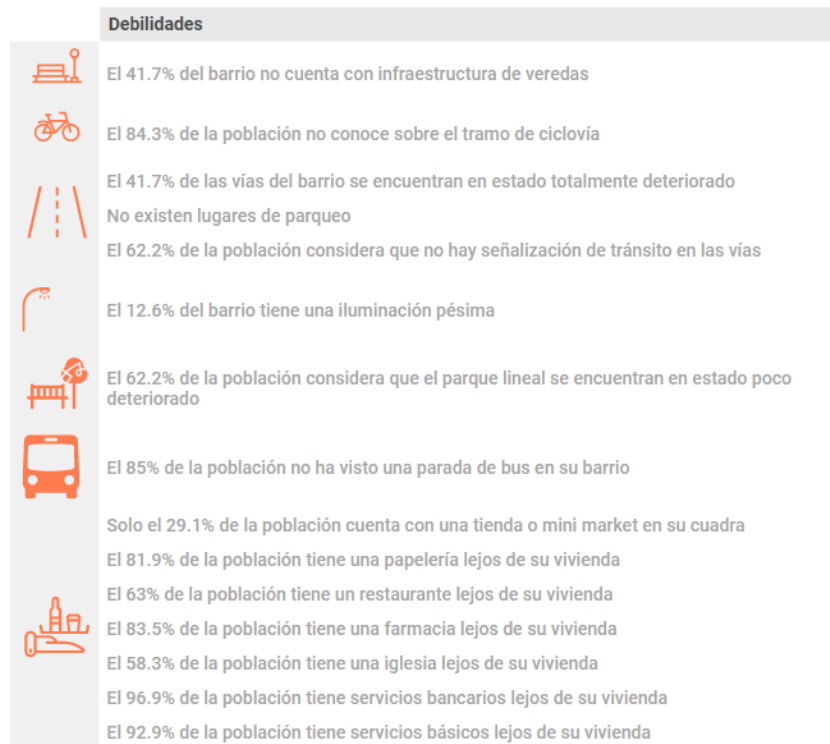 Debilidades
El 41.7% del barrio no cuenta con infraestructura de veredas
El 84.3% de la población no conoce sobre el tramo de ciclovía
El 41.7% de las vías del barrio se encuentran en estado totalmente deteriorado
No existen lugares de parqueo
El 62.2% de la población considera que no hay señalización de tránsito en las vías
El 12.6% del barrio tiene una iluminación pésima
El 62.2% de la población considera que el parque lineal se encuentran en estado poco
deteriorado
El 85% de la población no ha visto una parada de bus en su barrio
Solo el 29.1% de la población cuenta con una tienda o mini market en su cuadra
El 81.9% de la población tiene una papelería lejos de su vivienda
El 63% de la población tiene un restaurante lejos de su vivienda
El 83.5% de la población tiene una farmacia lejos de su vivienda
El 58.3% de la población tiene una iglesia lejos de su vivienda
El 96.9% de la población tiene servicios bancarios lejos de su vivienda
El 92.9% de la población tiene servicios básicos lejos de su vivienda